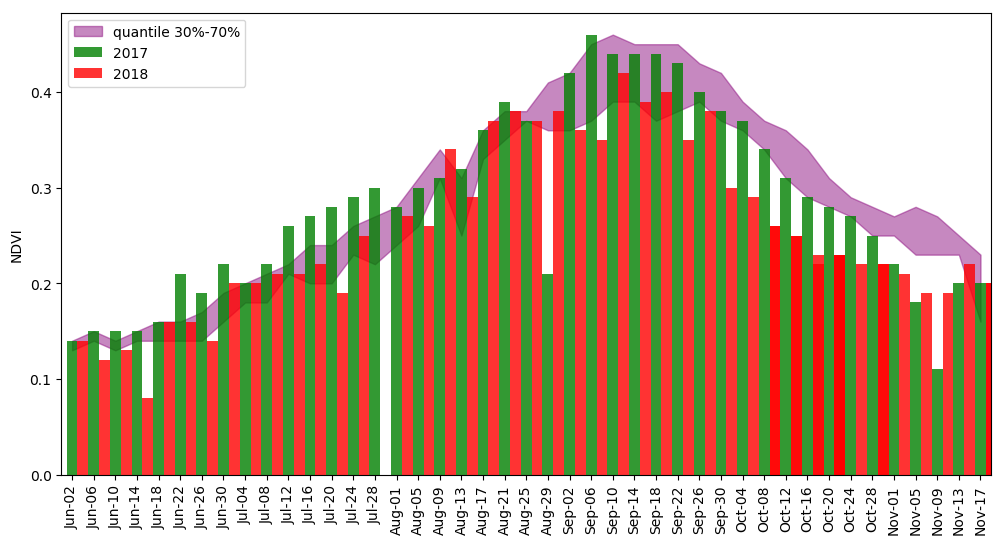 quantile 30%-70%
2017
2018
NDVI
0.4
0.3
0.2
0.1
0.0
Jun-02
Jun-06
Jun-10
Jun-14
Jun-18
Jun-22
Jun-26
Jun-30
Jul-04
Jul-08
Jul-12
Jul-16
Jul-20
Jul-24
Jul-28
Aug-01
Aug-05
Aug-09
Aug-13
Aug-17
Aug-21
Aug-25
Aug-29
Sep-02
Sep-06
Sep-10
Sep-14
Sep-18
Sep-22
Sep-26
Sep-30
Oct-04
Oct-08
Oct-12
Oct-16
Oct-20
Oct-24
Oct-28
Nov-01
Nov-05
Nov-09
Nov-13
Nov-17